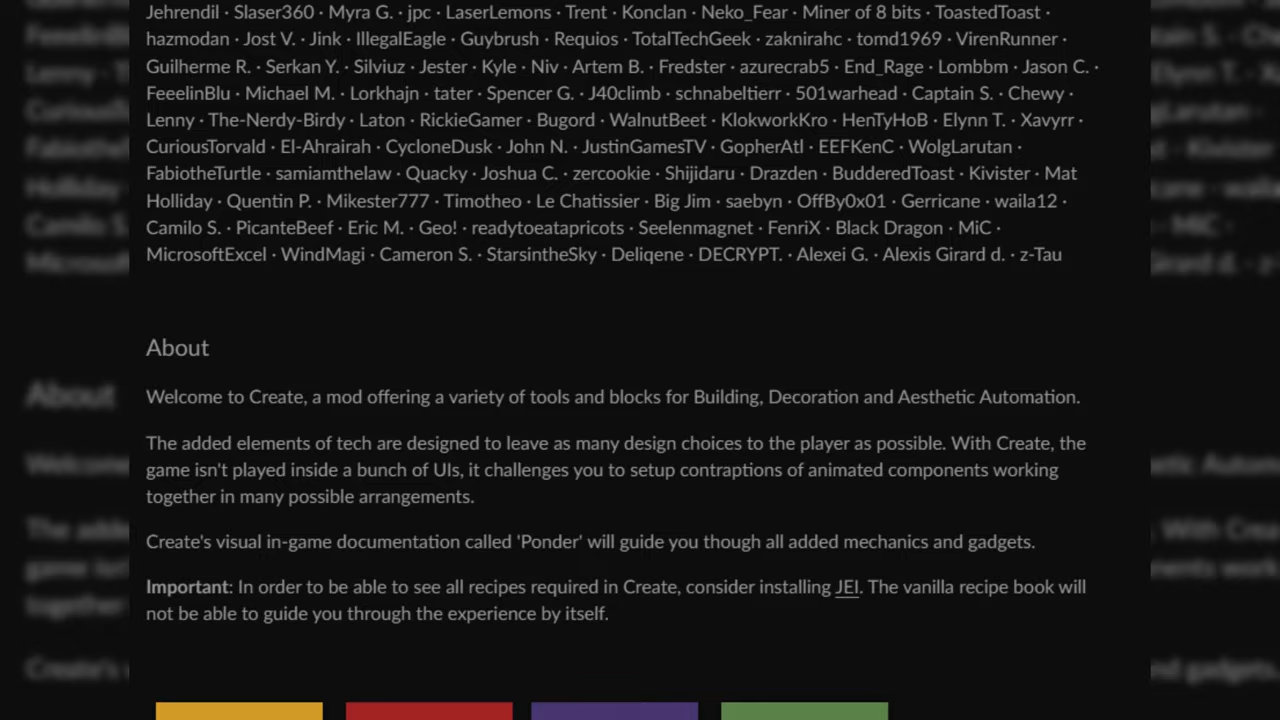 Jehrendil · Slaser360 · Myra G. · jpc · LaserLemons · Trent · Konclan · Neko_Fear · Miner of 8 bits · ToastedToast ·
hazmodan · Jost V. · Jink · IllegalEagle · Guybrush · Requios · TotalTechGeek · zaknirahc · tomd1969 · VirenRunner ·
Guilherme R. · Serkan Y. · Silviuz · Jester · Kyle · Niv · Artem B. · Fredster · azurecrab5 · End_Rage · Lombbm · Jason C. ·
FeeelinBlu · Michael M. · Lorkhajn · tater · Spencer G. · J40climb · schnabeltierr · 501warhead · Captain S. · Chewy ·
Lenny · The-Nerdy-Birdy · Laton · RickieGamer · Bugord · WalnutBeet · KlokworkKro · HenTyHoB · Elynn T. · Xavyrr ·
CuriousTorvald · El-Ahrairah · CycloneDusk · John N. · JustinGamesTV · GopherAtl · EEFKenC · WolgLarutan ·
FabiotheTurtle · samiamthelaw · Quacky · Joshua C. · zercookie · Shijidaru · Drazden · BudderedToast · Kivister · Mat
Holliday · Quentin P. · Mikester777 · Timotheo · Le Chatissier · Big Jim · saebyn · OffBy0x01 · Gerricane · waila12 ·
Camilo S. · PicanteBeef · Eric M. · Geo! · readytoeatapricots · Seelenmagnet · FenriX · Black Dragon · MiC ·
MicrosoftExcel · WindMagi · Cameron S. · StarsintheSky · Deliqene · DECRYPT. · Alexei G. · Alexis Girard d. · z-Tau
About
Welcome to Create, a mod offering a variety of tools and blocks for Building, Decoration and Aesthetic Automation.
The added elements of tech are designed to leave as many design choices to the player as possible. With Create, the
game isn't played inside a bunch of UIs, it challenges you to setup contraptions of animated components working
together in many possible arrangements.
Create's visual in-game documentation called 'Ponder' will guide you though all added mechanics and gadgets.
Important: In order to be able to see all recipes required in Create, consider installing JEI. The vanilla recipe book will
not be able to guide you through the experience by itself.